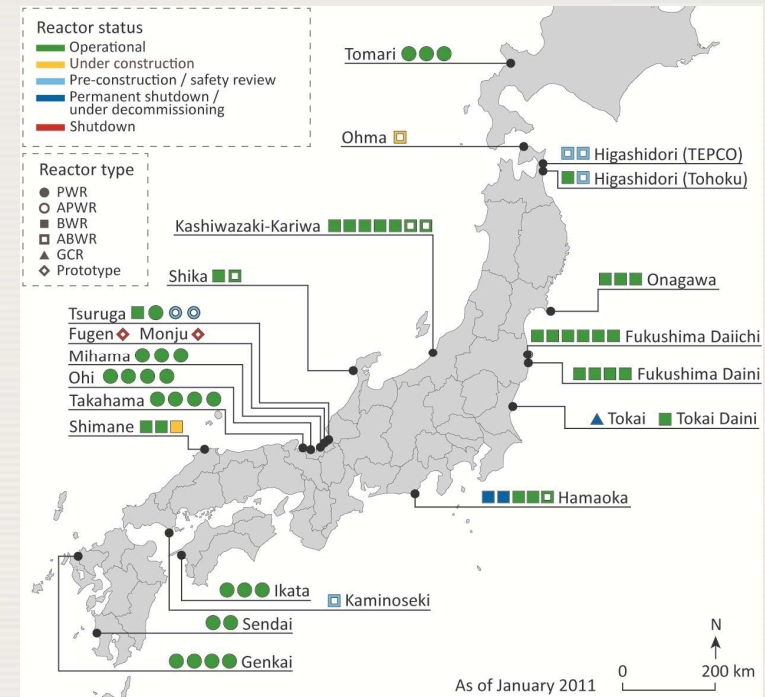 Reactor status
Operational
Under construction
Pre-construction / safety review
Permanent shutdown /
under decommissioning
Shutdown
Reactor type
PWR
APWR
BWR
ABWR
GCR
Prototype
Tomari
Ohma
Higashidori (TEPCO)
Higashidori (Tohoku)
Kashiwazaki-Kariwa
Shika
Onagawa
Tsuruga
Fugen Monju
Mihama
Ohi
Takahama
Shimane
Fukushima Daiichi
Fukushima Daini
Tokai Tokai Daini
Hamaoka
Ikata
Kaminoseki
Sendai
Genkai
N
0 200 km
As of January 2011